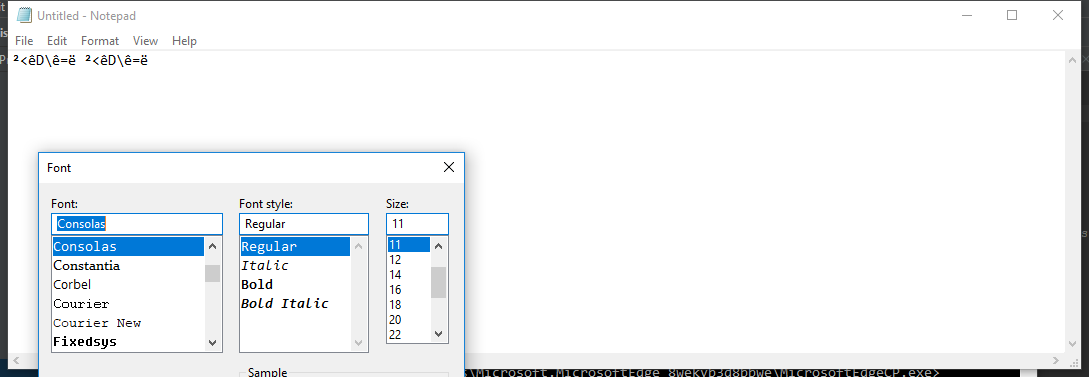 Untitled - Notepad
File Edit Format View Help
²<êD\ê=ë ²<êD\ê=ë
Font
Font: Font style: Size:
Consolas Regular 11
Consolas Regular 11
Constantia Italic 12
Corbel Bold 14
Courier Bold Italic 16
Courier New 18
Fixedsys 20
22
Sample
\Microsoft.MicrosoftEdge_8wekyb3d8bbwe\MicrosoftEdgeCP.exe>